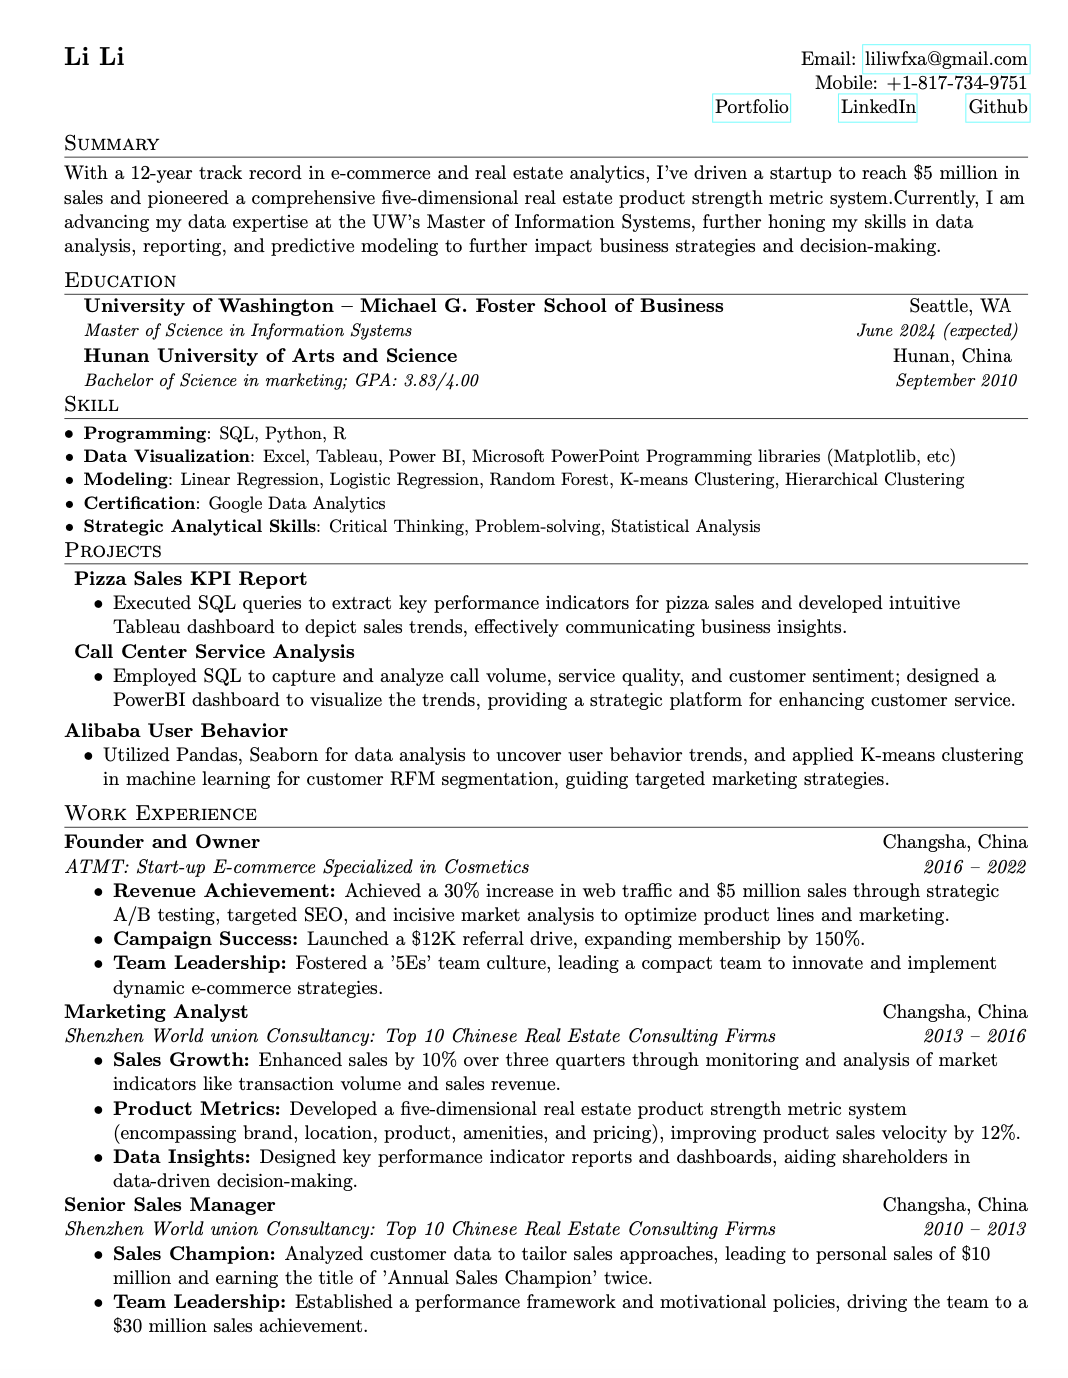 Li Li
Email: liliwfxa@gmail.com
Mobile: +1-817-734-9751
Portfolio LinkedIn Github
Summary
With a 12-year track record in e-commerce and real estate analytics, I've driven a startup to reach $5 million in
sales and pioneered a comprehensive five-dimensional real estate product strength metric system.Currently, I am
advancing my data expertise at the UW's Master of Information Systems, further honing my skills in data
analysis, reporting, and predictive modeling to further impact business strategies and decision-making.
Education
University of Washington – Michael G. Foster School of Business Seattle, WA
Master of Science in Information Systems June 2024 (expected)
Hunan University of Arts and Science Hunan, China
Bachelor of Science in marketing; GPA: 3.83/4.00 September 2010
Skill
• Programming: SQL, Python, R
• Data Visualization: Excel, Tableau, Power BI, Microsoft PowerPoint Programming libraries (Matplotlib, etc)
• Modeling: Linear Regression, Logistic Regression, Random Forest, K-means Clustering, Hierarchical Clustering
• Certification: Google Data Analytics
• Strategic Analytical Skills: Critical Thinking, Problem-solving, Statistical Analysis
Projects
Pizza Sales KPI Report
• Executed SQL queries to extract key performance indicators for pizza sales and developed intuitive
Tableau dashboard to depict sales trends, effectively communicating business insights.
Call Center Service Analysis
• Employed SQL to capture and analyze call volume, service quality, and customer sentiment; designed a
PowerBI dashboard to visualize the trends, providing a strategic platform for enhancing customer service.
Alibaba User Behavior
• Utilized Pandas, Seaborn for data analysis to uncover user behavior trends, and applied K-means clustering
in machine learning for customer RFM segmentation, guiding targeted marketing strategies.
Work Experience
Founder and Owner Changsha, China
ATMT: Start-up E-commerce Specialized in Cosmetics 2016 – 2022
• Revenue Achievement: Achieved a 30% increase in web traffic and $5 million sales through strategic
A/B testing, targeted SEO, and incisive market analysis to optimize product lines and marketing.
• Campaign Success: Launched a $12K referral drive, expanding membership by 150%.
• Team Leadership: Fostered a '5Es' team culture, leading a compact team to innovate and implement
dynamic e-commerce strategies.
Marketing Analyst Changsha, China
Shenzhen World union Consultancy: Top 10 Chinese Real Estate Consulting Firms 2013 – 2016
• Sales Growth: Enhanced sales by 10% over three quarters through monitoring and analysis of market
indicators like transaction volume and sales revenue.
• Product Metrics: Developed a five-dimensional real estate product strength metric system
(encompassing brand, location, product, amenities, and pricing), improving product sales velocity by 12%.
• Data Insights: Designed key performance indicator reports and dashboards, aiding shareholders in
data-driven decision-making.
Senior Sales Manager Changsha, China
Shenzhen World union Consultancy: Top 10 Chinese Real Estate Consulting Firms 2010 – 2013
• Sales Champion: Analyzed customer data to tailor sales approaches, leading to personal sales of $10
million and earning the title of 'Annual Sales Champion' twice.
• Team Leadership: Established a performance framework and motivational policies, driving the team to a
$30 million sales achievement.